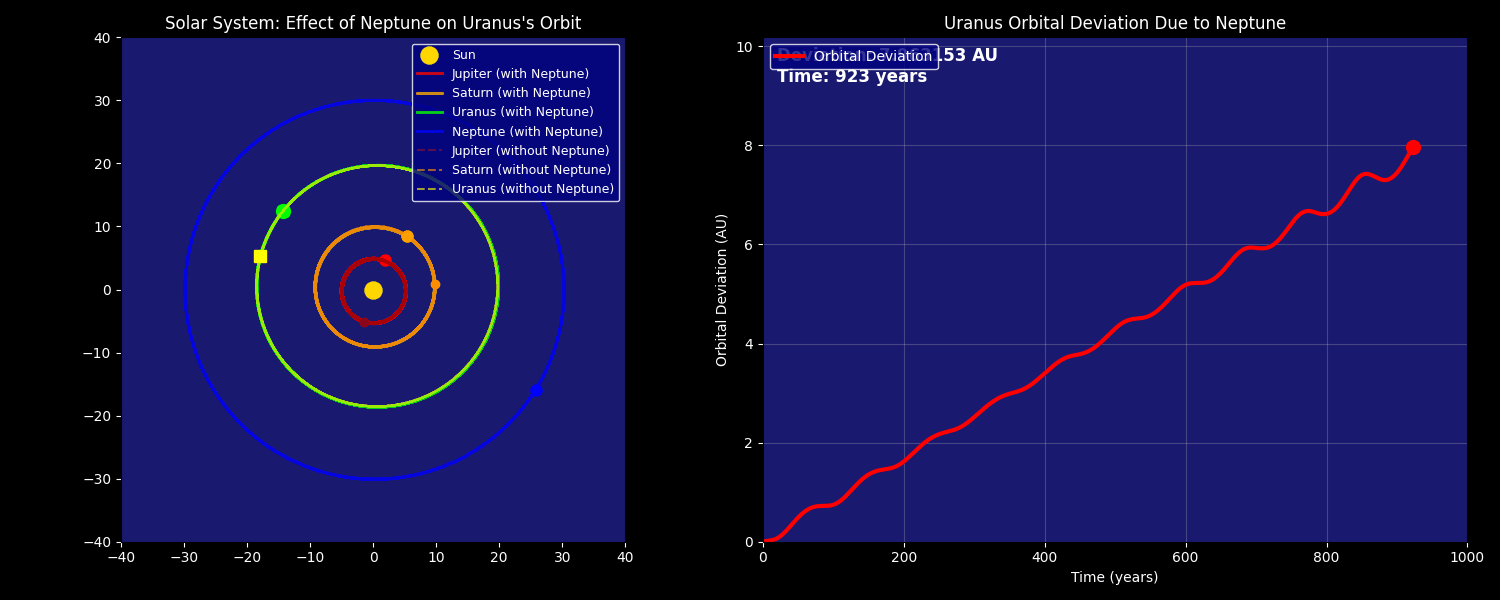 Solar System: Effect of Neptune on Uranus's Orbit
40
30
20
10
0
−10
−20
−30
−40
−40 −30 −20 −10 0 10 20 30 40
Sun
Jupiter (with Neptune)
Saturn (with Neptune)
Uranus (with Neptune)
Neptune (with Neptune)
Jupiter (without Neptune)
Saturn (without Neptune)
Uranus (without Neptune)
Uranus Orbital Deviation Due to Neptune
Orbital Deviation (AU)
10
8
6
4
2
0
0 200 400 600 800 1000
Time (years)
Orbital Deviation
AU
Time: 923 years